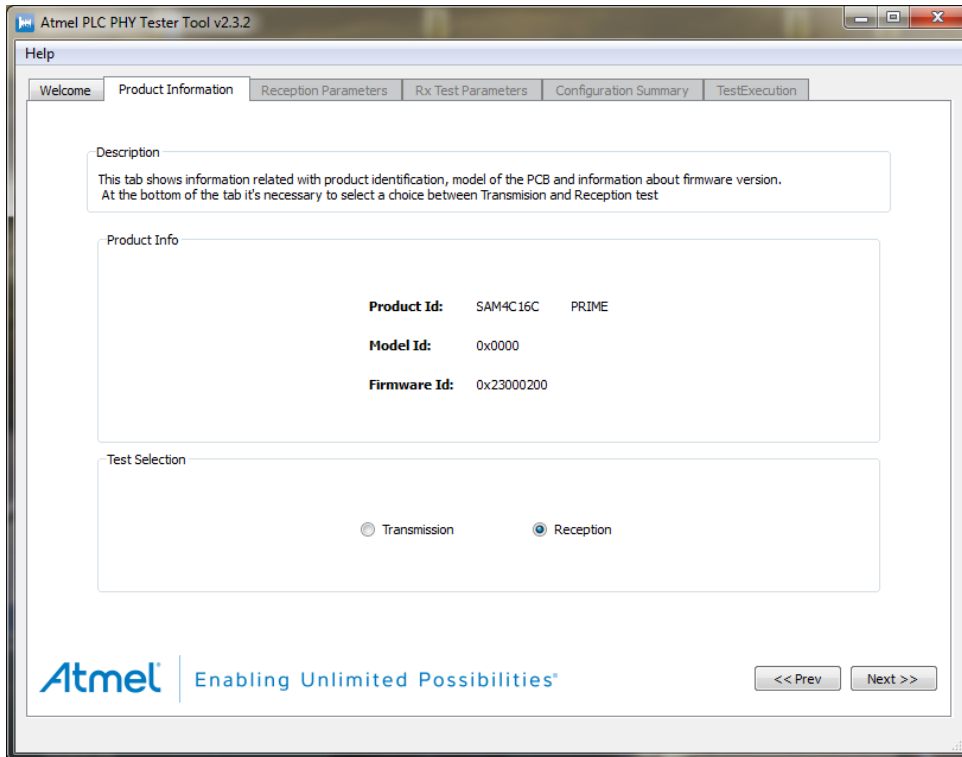 Atmel PLC PHY Tester Tool v2.3.2
Help
Welcome Product Information Reception Parameters Rx Test Parameters Configuration Summary TestExecution
Description
This tab shows information related with product identification, model of the PCB and information about firmware version.
At the bottom of the tab it's necessary to select a choice between Transmision and Reception test
Product Info
Product Id: SAM4C16C PRIME
Model Id: 0x0000
Firmware Id: 0x23000200
Test Selection
Transmission Reception
Atmel Enabling Unlimited Possibilities®
<< Prev Next >>